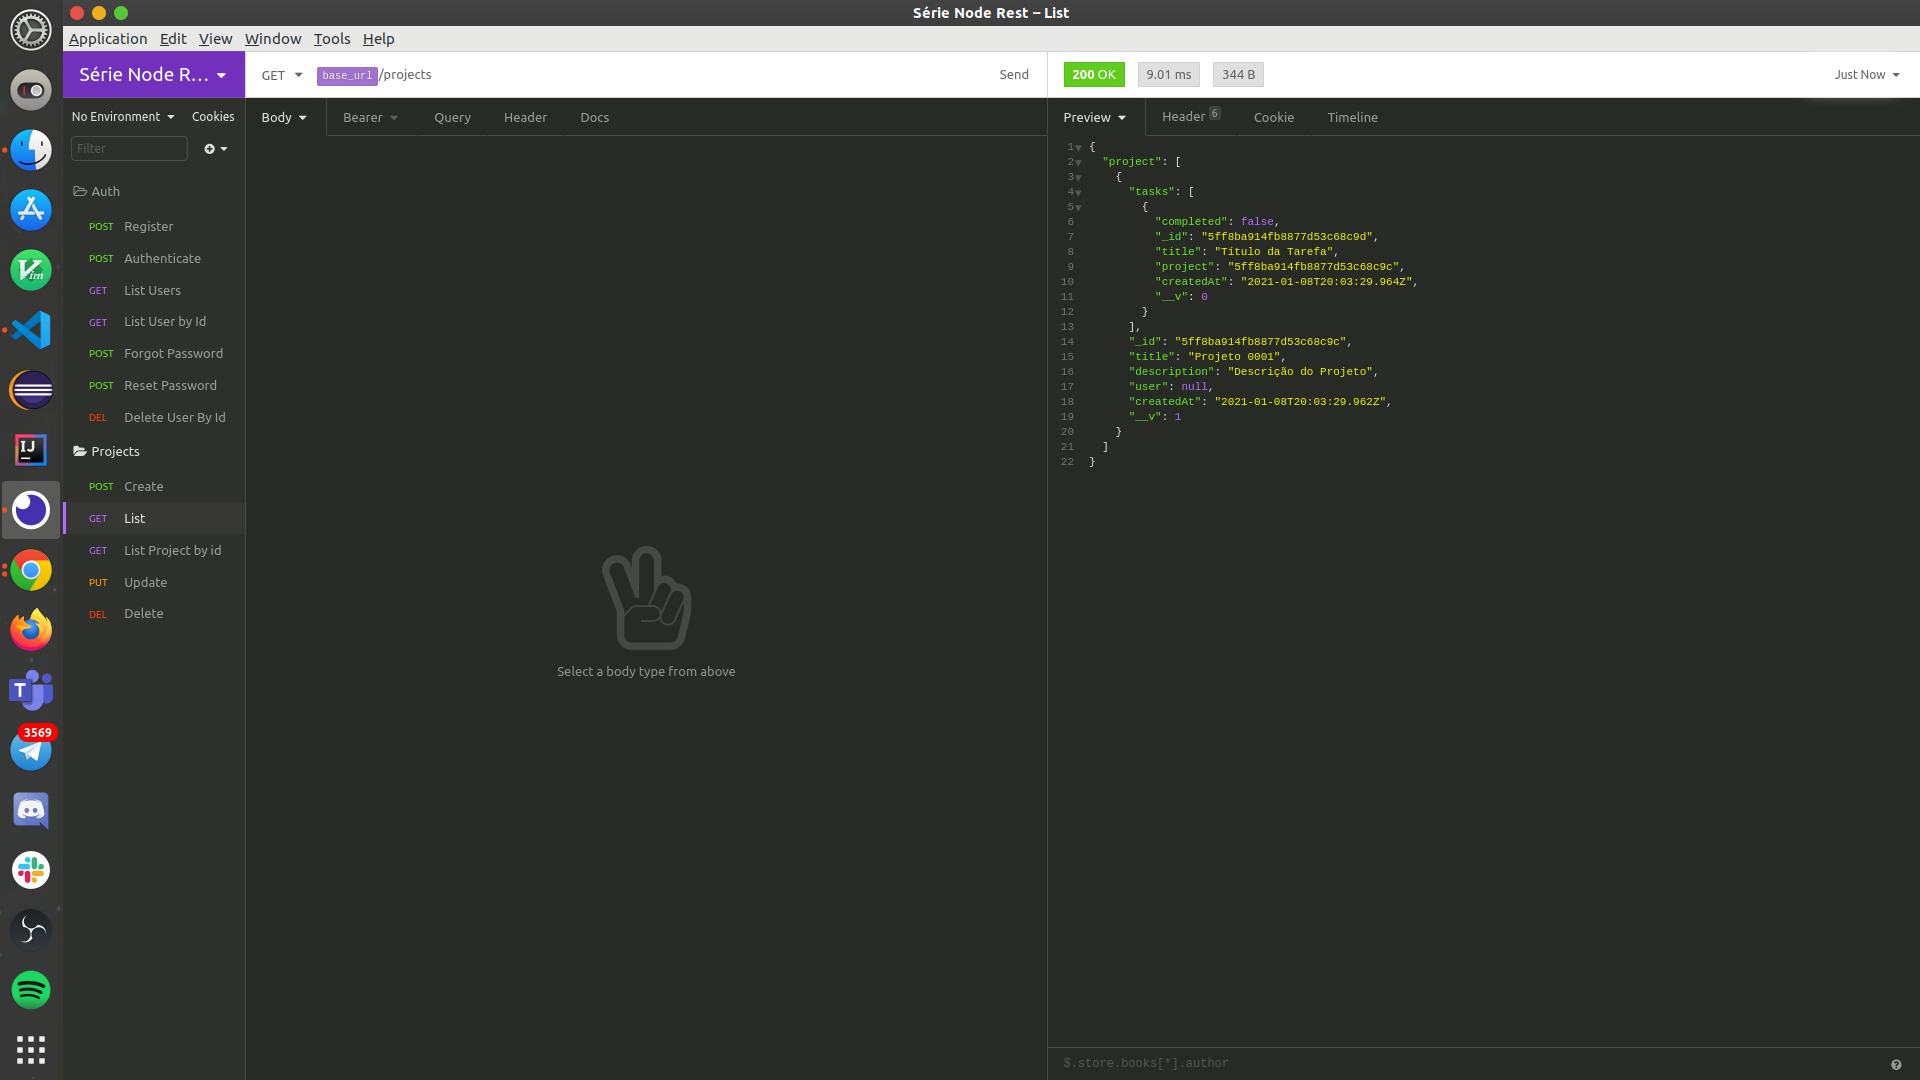 Série Node Rest – List
Application Edit View Window Tools Help
Série Node R...
GET base_url/projects Send
200 OK 9.01 ms 344 B Just Now
No Environment Cookies
Filter
Auth
POST Register
POST Authenticate
GET List Users
GET List User by Id
POST Forgot Password
POST Reset Password
DEL Delete User By Id
Projects
POST Create
GET List
GET List Project by id
PUT Update
DEL Delete
Body Bearer Query Header Docs
Select a body type from above
Preview Header 6 Cookie Timeline
1 {
2 "project": [
3 {
4 "tasks": [
5 {
6 "completed": false,
7 "_id": "5ff8ba914fb8877d53c68c9d",
8 "title": "Título da Tarefa",
9 "project": "5ff8ba914fb8877d53c68c9c",
10 "createdAt": "2021-01-08T20:03:29.964Z",
11 "__v": 0
12 }
13 ],
14 "_id": "5ff8ba914fb8877d53c68c9c",
15 "title": "Projeto 0001",
16 "description": "Descrição do Projeto",
17 "user": null,
18 "createdAt": "2021-01-08T20:03:29.962Z",
19 "__v": 1
20 }
21 ]
22 }
$.store.books[*].author
Vim
IJ
T
3569